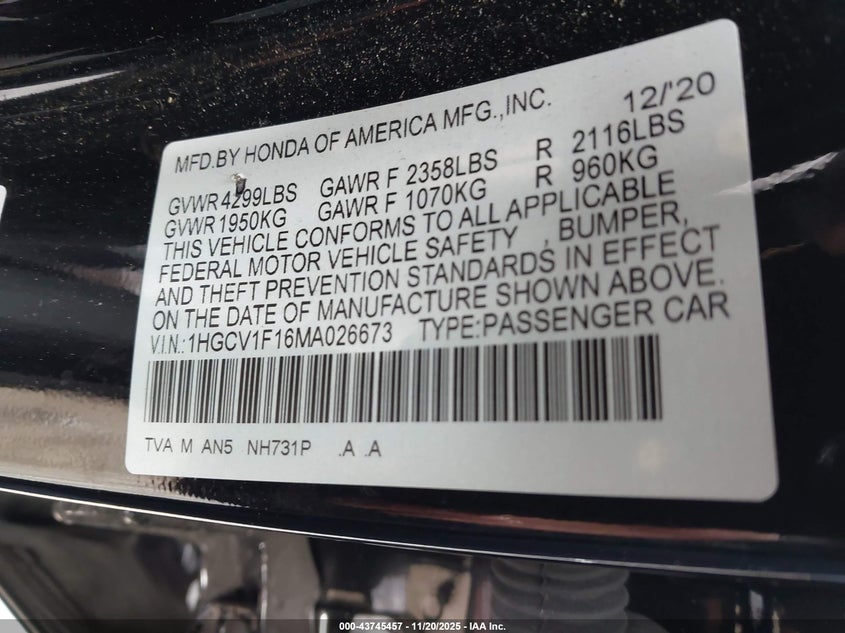 MFD.BY HONDA OF AMERICA MFG.,INC. 12/'20
GVWR 4299LBS GAWR F 2358LBS R 2116LBS
GVWR 1950KG GAWR F 1070KG R 960KG
THIS VEHICLE CONFORMS TO ALL APPLICABLE
FEDERAL MOTOR VEHICLE SAFETY , BUMPER,
AND THEFT PREVENTION STANDARDS IN EFFECT
ON THE DATE OF MANUFACTURE SHOWN ABOVE.
V.I.N.:1HGCV1F16MA026673 TYPE:PASSENGER CAR
TVA M AN5 NH731P .A .A
000-43745457 - 11/20/2025 - IAA Inc.